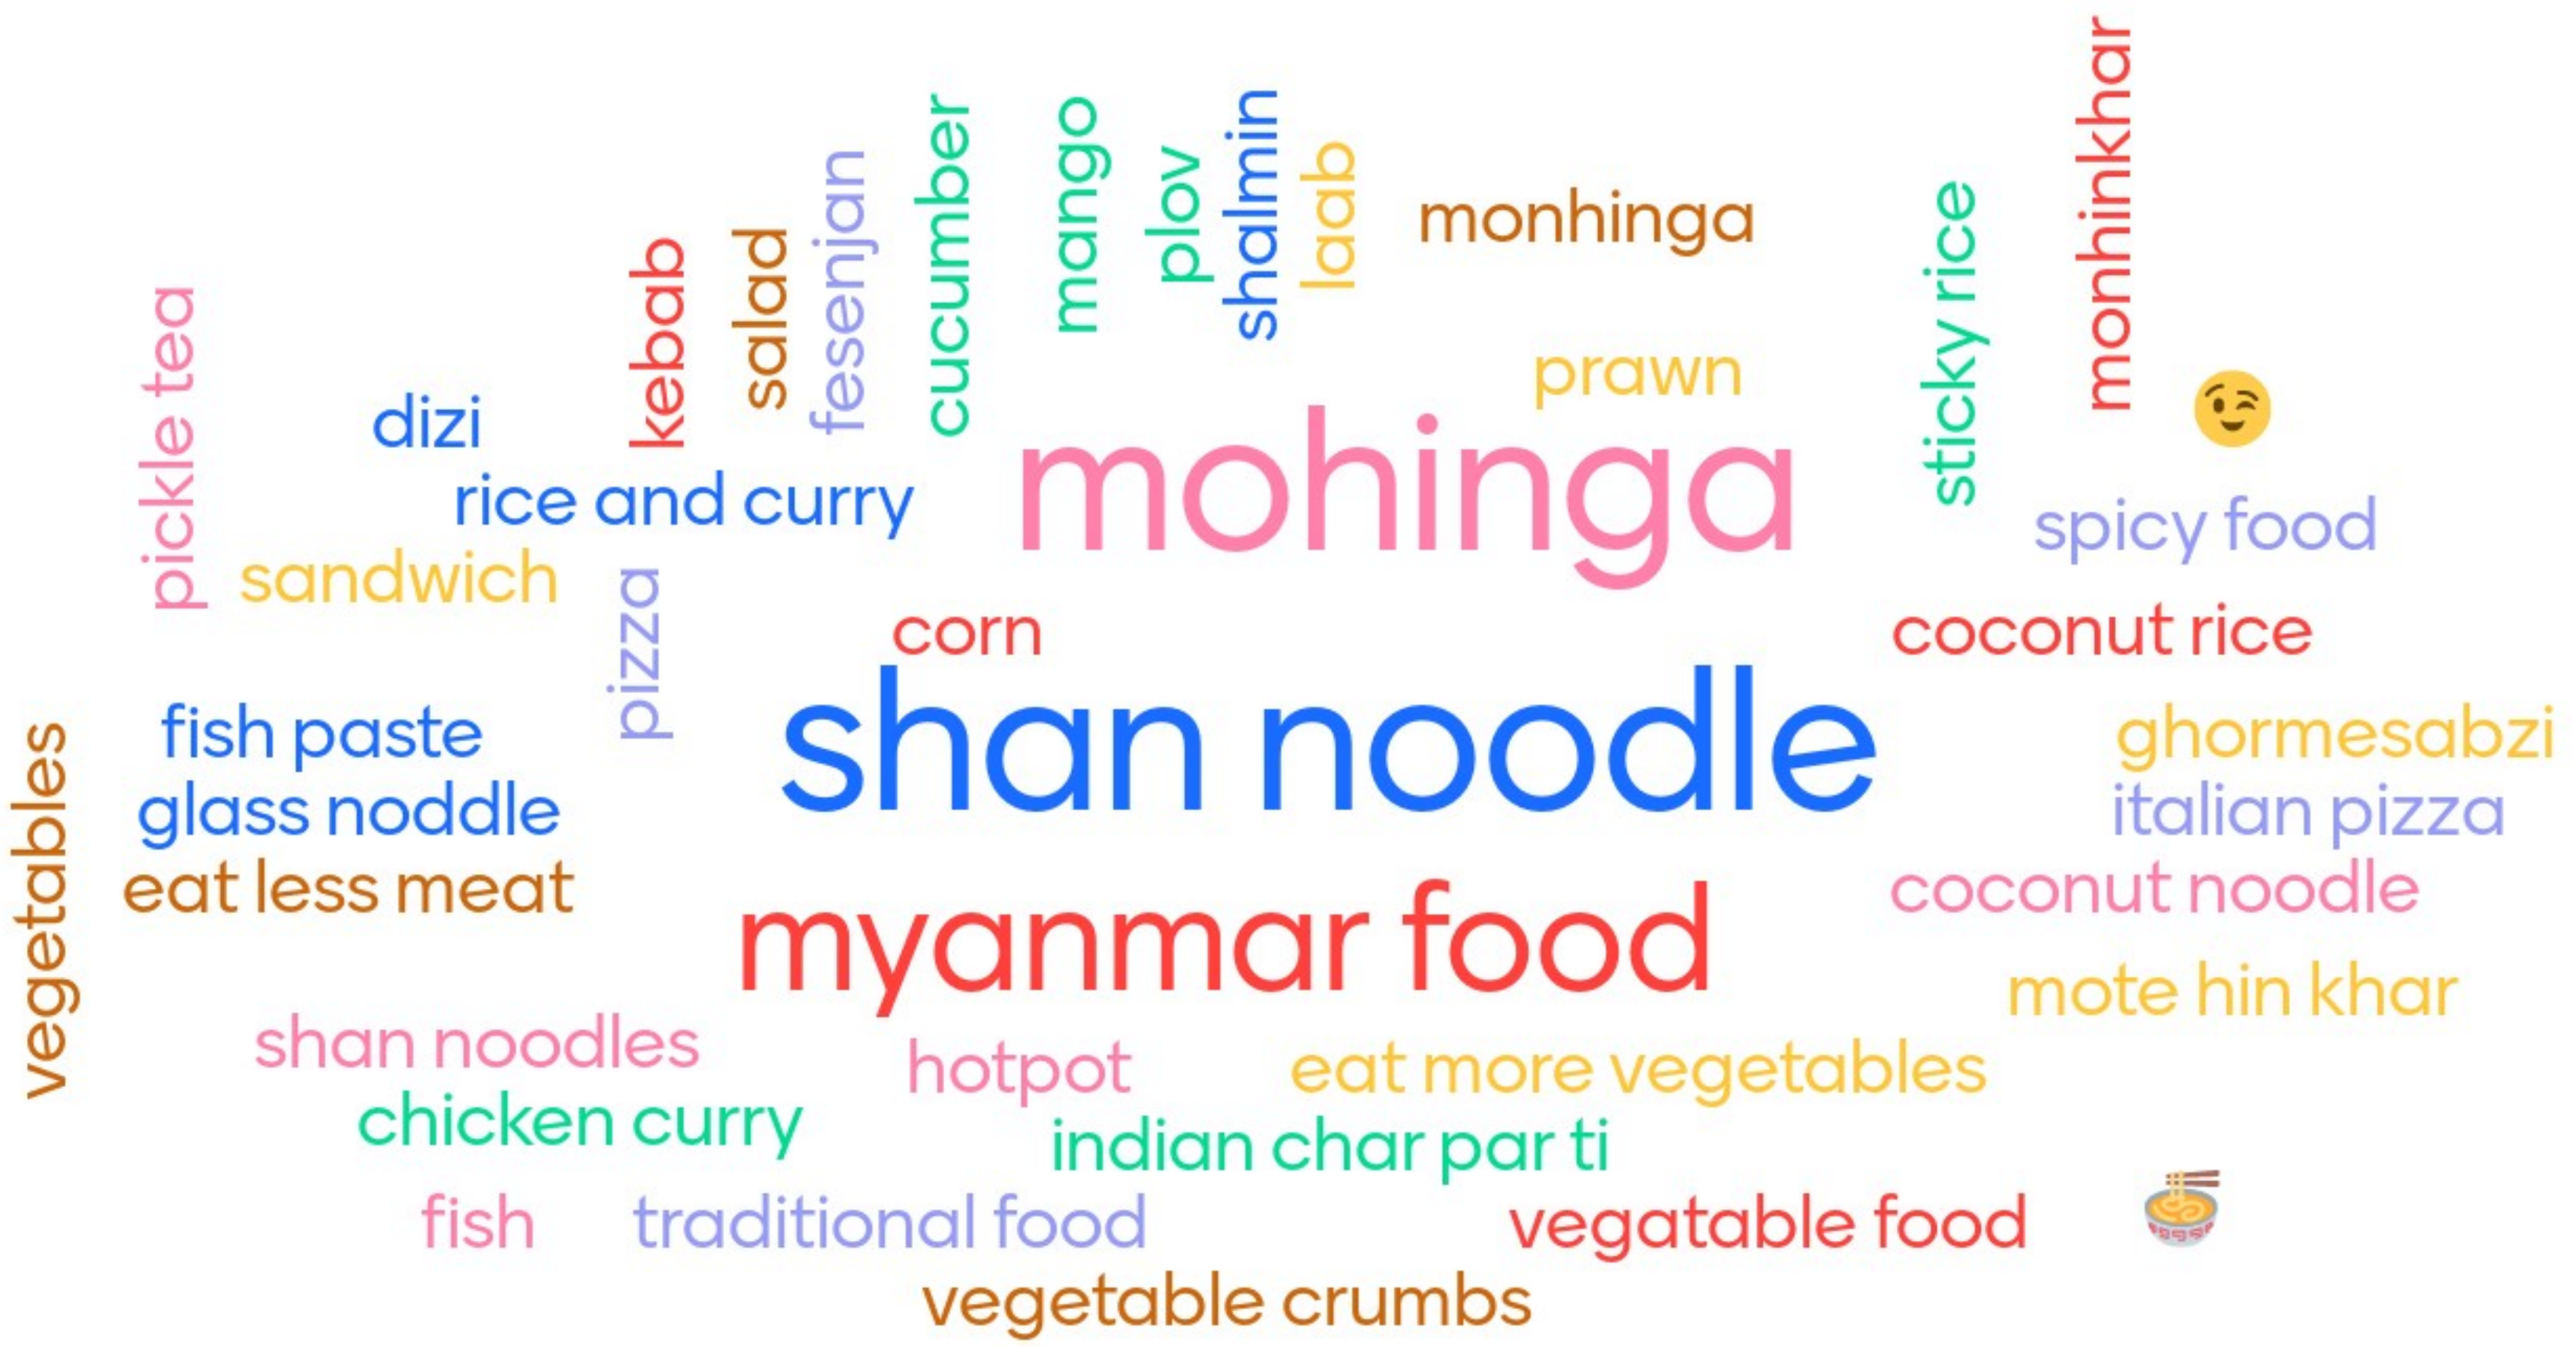 monhinkhar
shalmin
cucumber
mango
laab
plov
fesenjan
sticky rice
monhinga
salad
kebab
pickle tea
prawn
dizi
mohinga
rice and curry
spicy food
sandwich
pizza
corn
coconut rice
shan noodle
fish paste
ghormesabzi
vegetables
glass noddle
italian pizza
eat less meat
coconut noodle
myanmar food
mote hin khar
shan noodles
hotpot
eat more vegetables
chicken curry
indian char par ti
fish
traditional food
vegatable food
vegetable crumbs